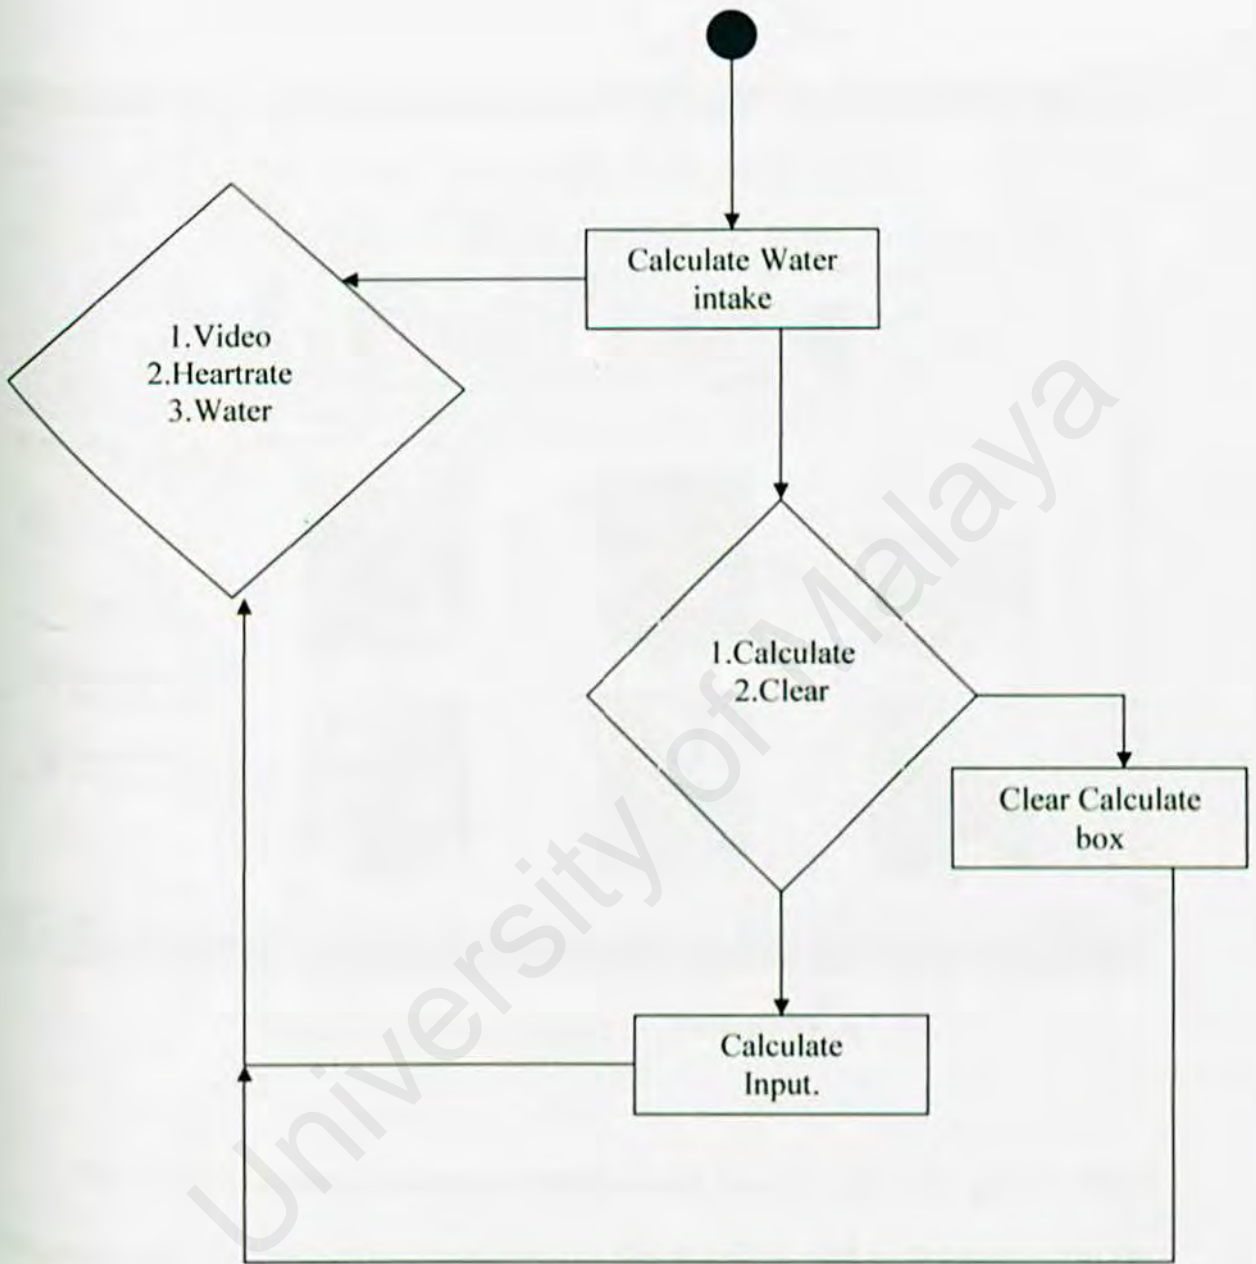 Calculate Water
intake
1.Video
2.Heartrate
3.Water
1.Calculate
2.Clear
Clear Calculate
box
Calculate
Input.
University of Malaya